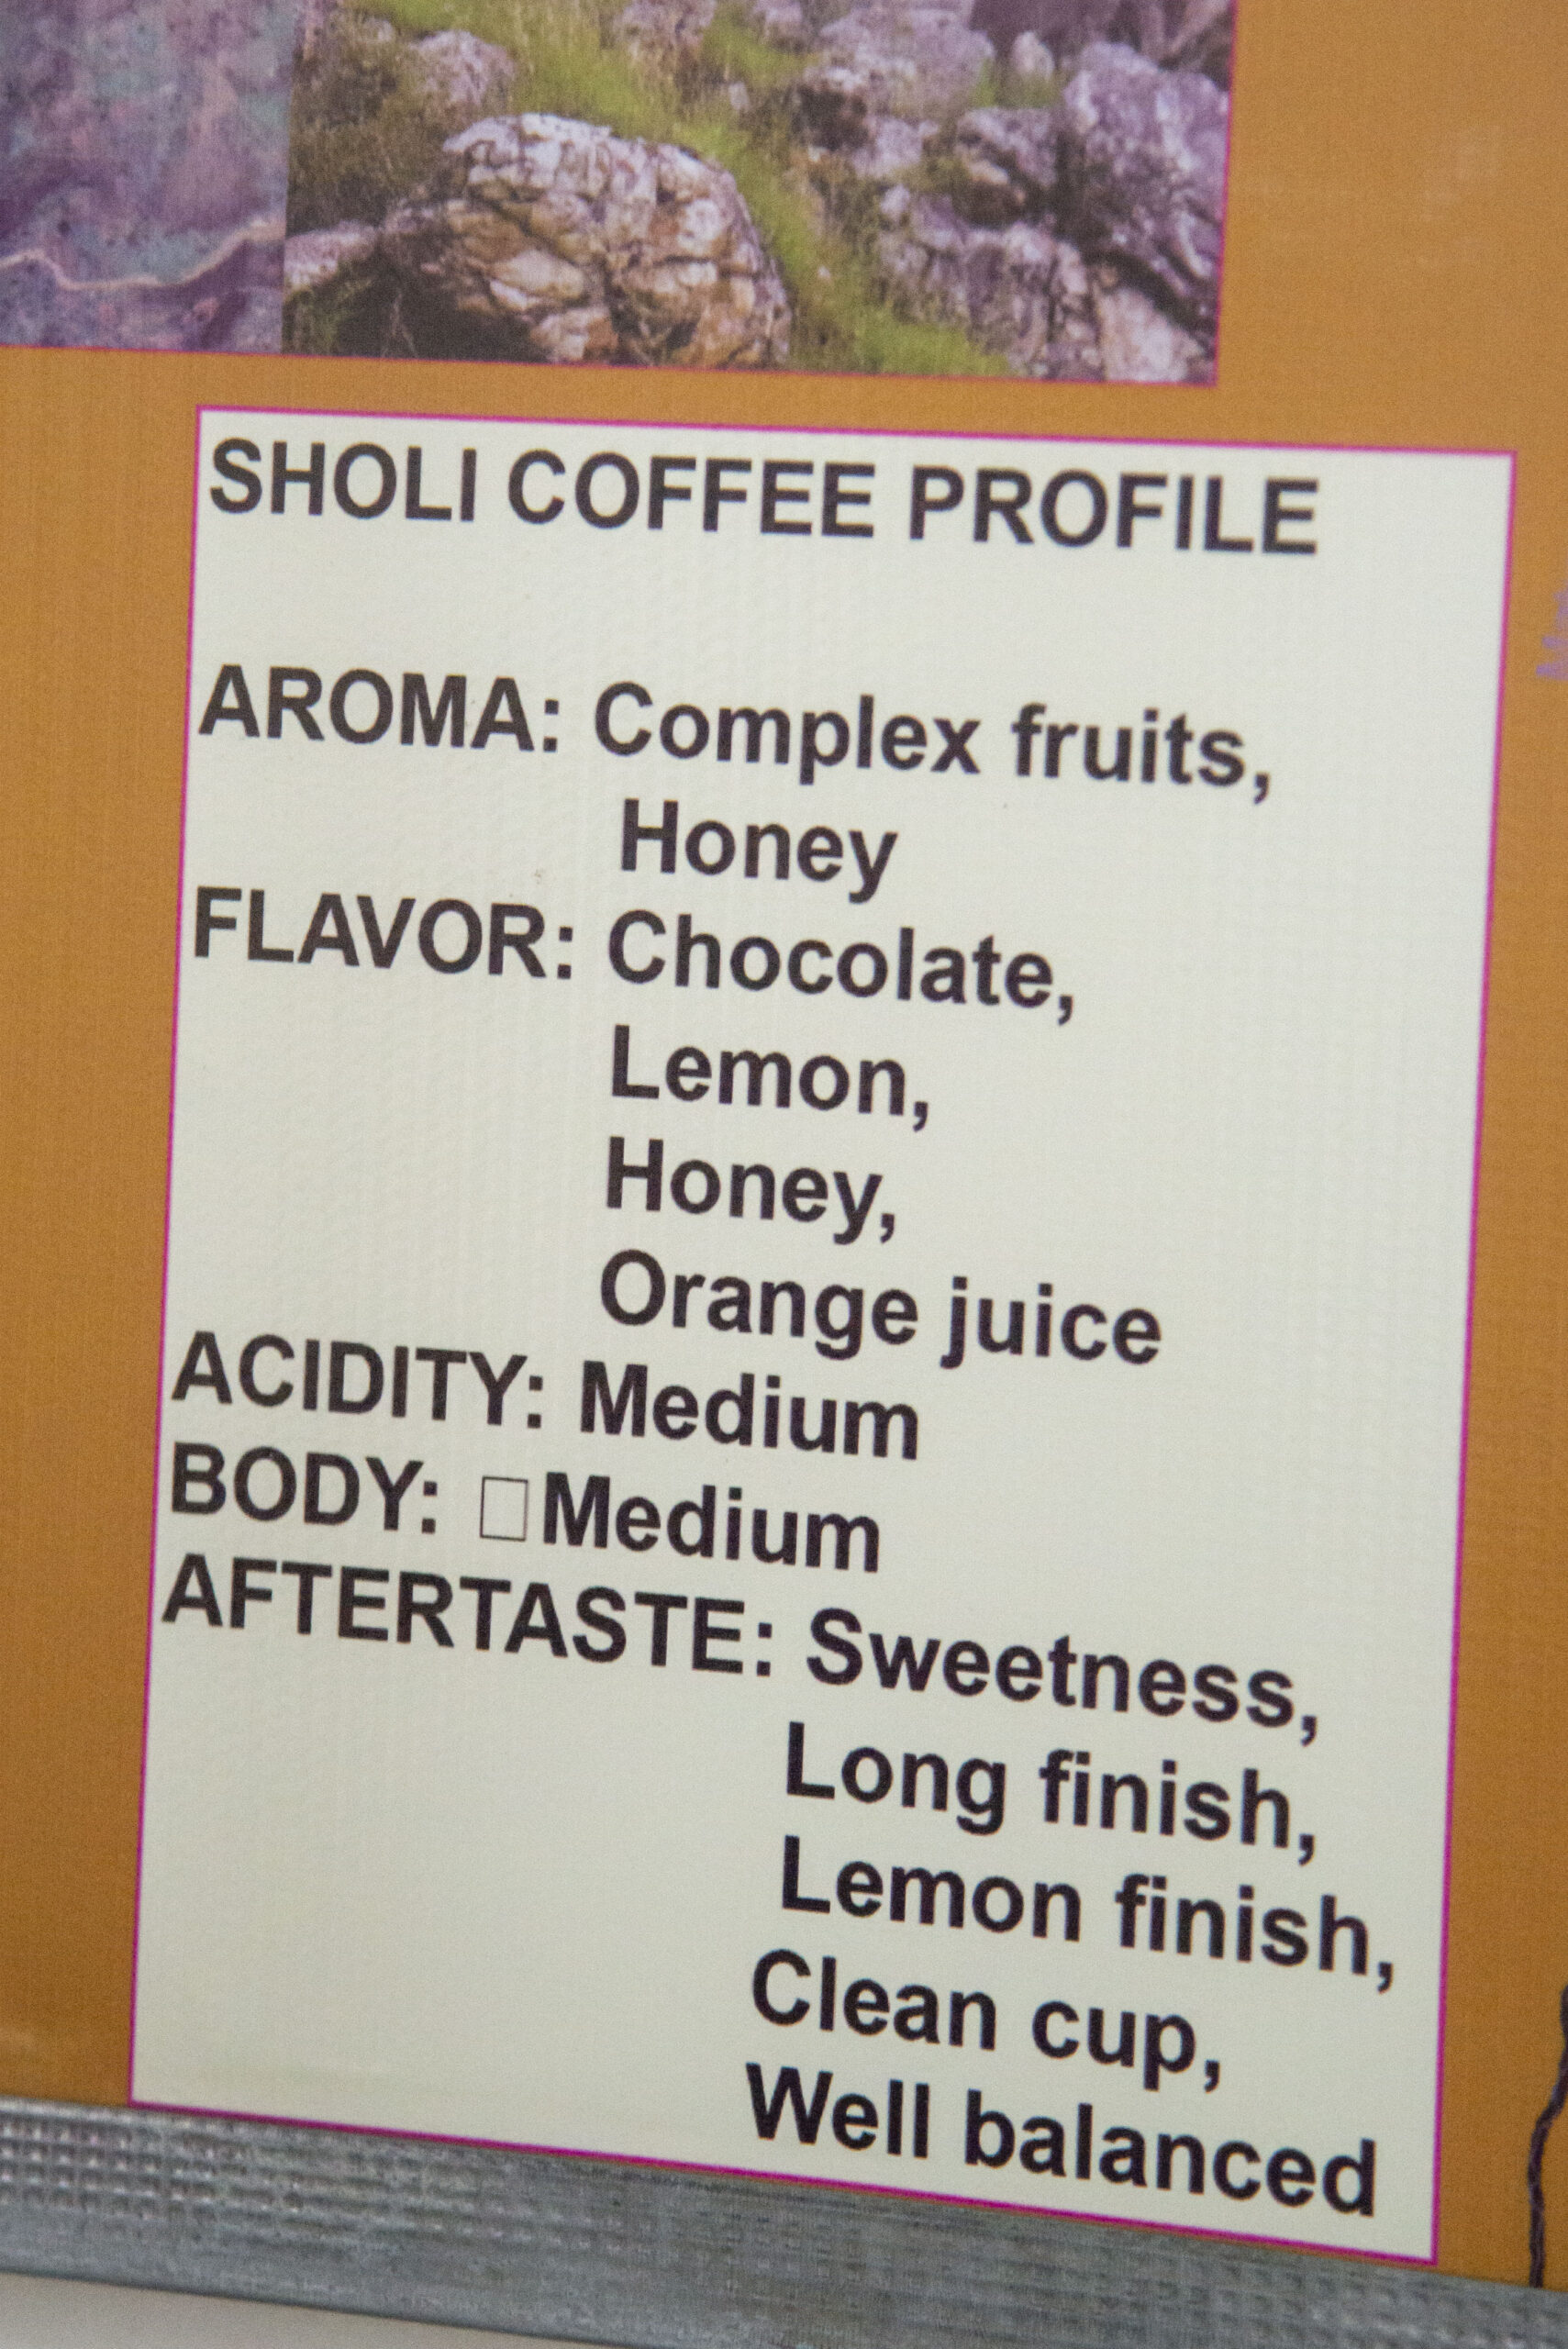 SHOLI COFFEE PROFILE
AROMA: Complex fruits,
Honey
FLAVOR: Chocolate,
Lemon,
Honey,
Orange juice
ACIDITY: Medium
BODY: □Medium
AFTERTASTE: Sweetness,
Long finish,
Lemon finish,
Clean cup,
Well balanced